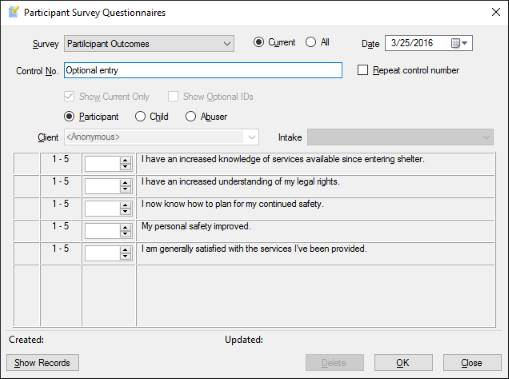 Participant Survey Questionnaires
Survey Partilcipant Outcomes Current All Date 3/25/2016
Control No. Optional entry Repeat control number
Show Current Only Show Optional IDs
Participant Child Abuser
Client <Anonymous> Intake
1 - 5 I have an increased knowledge of services available since entering shelter.
1 - 5 I have an increased understanding of my legal rights.
1 - 5 I now know how to plan for my continued safety.
1 - 5 My personal safety improved.
1 - 5 I am generally satisfied with the services I've been provided.
Created: Updated:
Show Records Delete OK Close